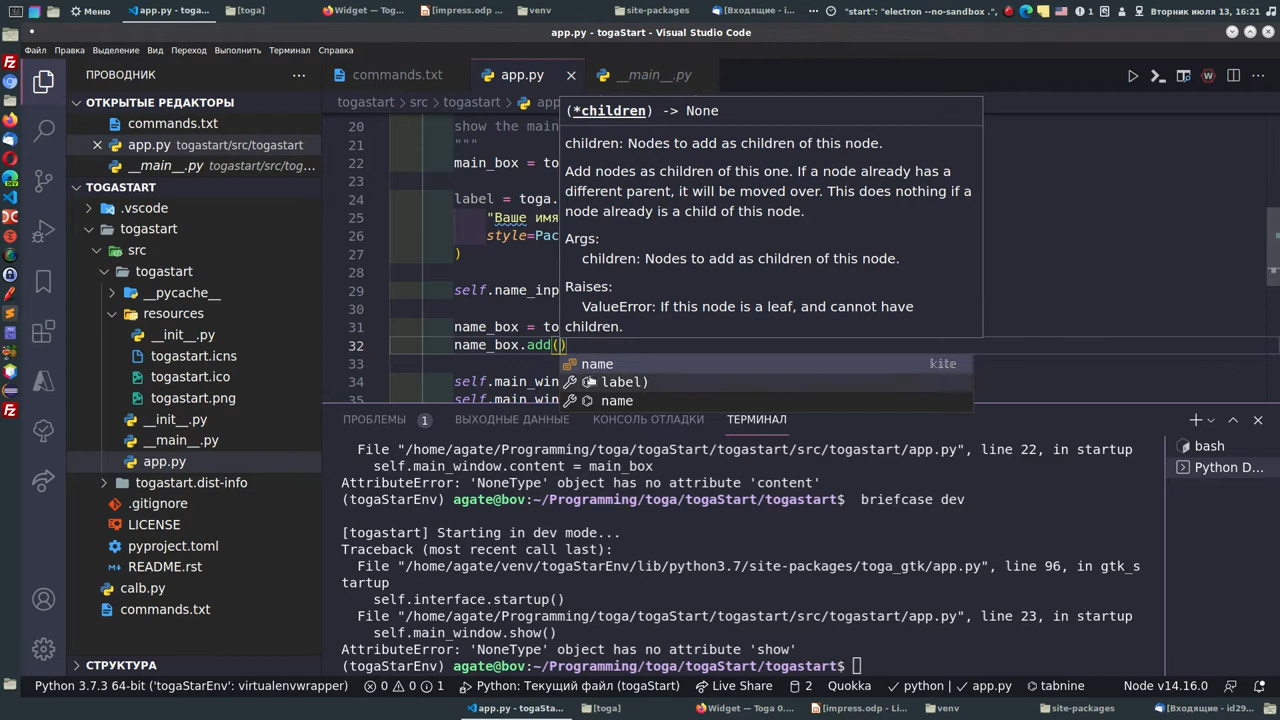 Меню
app.py - togaSta...
[toga]
Widget — Tog...
[impress.odp ...
venv
site-packages
[Входящие - i...
"start": "electron --no-sandbox .",
1
Вторник июля 13, 16:21
app.py - togaStart - Visual Studio Code
Файл Правка Выделение Вид Переход Выполнить Терминал Справка
ПРОВОДНИК
ОТКРЫТЫЕ РЕДАКТОРЫ
commands.txt
app.py togastart/src/togastart
__main__.py togastart/src/tog...
TOGASTART
.vscode
togastart
src
togastart
__pycache__
resources
__init__.py
togastart.icns
togastart.ico
togastart.png
__init__.py
__main__.py
app.py
togastart.dist-info
.gitignore
LICENSE
pyproject.toml
README.rst
calb.py
commands.txt
СТРУКТУРА
commands.txt
app.py
__main__.py
togastart > src > togastart > app
20 show the main
21 """
22 main_box = to
23
24 label = toga.
25 "Ваше имя
26 style=Pac
27 )
28
29 self.name_inp
30
31 name_box = to
32 name_box.add()
33
34 self.main_win
35 self.main_win
(*children) -> None
children: Nodes to add as children of this node.
Add nodes as children of this one. If a node already has a
different parent, it will be moved over. This does nothing if a
node already is a child of this node.
Args:
children: Nodes to add as children of this node.
Raises:
ValueError: If this node is a leaf, and cannot have
children.
name kite
label)
name
ПРОБЛЕМЫ 1 ВЫХОДНЫЕ ДАННЫЕ КОНСОЛЬ ОТЛАДКИ ТЕРМИНАЛ
File "/home/agate/Programming/toga/togaStart/togastart/src/togastart/app.py", line 22, in startup
self.main_window.content = main_box
AttributeError: 'NoneType' object has no attribute 'content'
(togaStarEnv) agate@bov:~/Programming/toga/togaStart/togastart$ briefcase dev
[togastart] Starting in dev mode...
Traceback (most recent call last):
File "/home/agate/venv/togaStarEnv/lib/python3.7/site-packages/toga_gtk/app.py", line 96, in gtk_s
tartup
self.interface.startup()
File "/home/agate/Programming/toga/togaStart/togastart/src/togastart/app.py", line 23, in startup
self.main_window.show()
AttributeError: 'NoneType' object has no attribute 'show'
(togaStarEnv) agate@bov:~/Programming/toga/togaStart/togastart$
bash
Python D...
Python 3.7.3 64-bit ('togaStarEnv': virtualenvwrapper)
0 0 1
Python: Текущий файл (togaStart)
Live Share
2
Quokka
python | app.py
tabnine
Node v14.16.0
app.py - togaSta...
[toga]
Widget — Toga 0....
[impress.odp - Li...
venv
site-packages
[Входящие - id29...